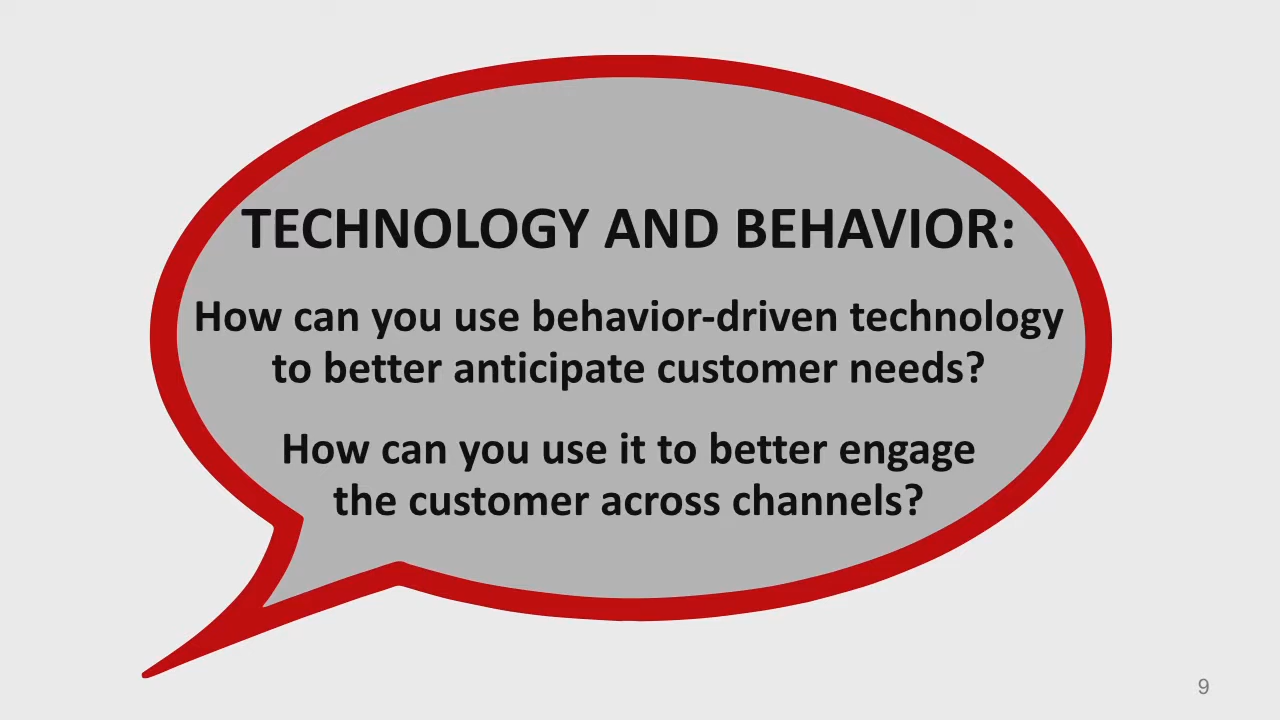 TECHNOLOGY AND BEHAVIOR:
How can you use behavior-driven technology
to better anticipate customer needs?
How can you use it to better engage
the customer across channels?
9